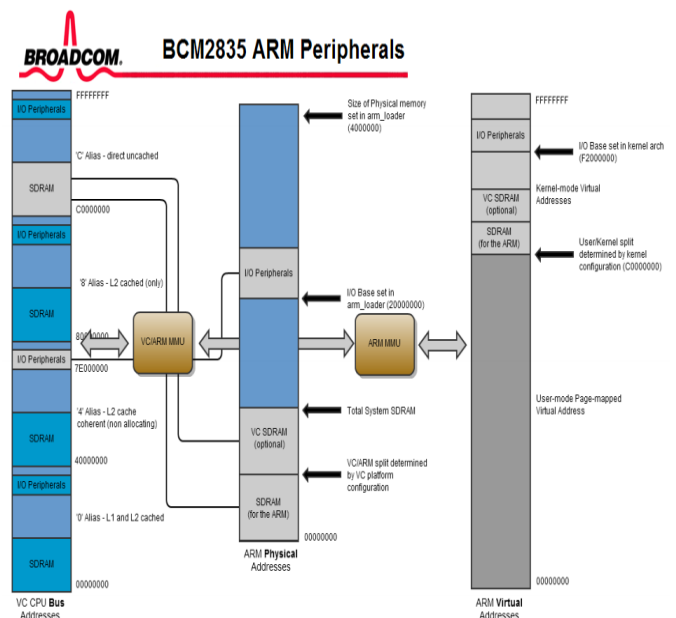 BROADCOM.
BCM2835 ARM Peripherals
FFFFFFFF
I/O Peripherals
'C' Alias - direct uncached
SDRAM
C0000000
I/O Peripherals
'8' Alias - L2 cached (only)
SDRAM
80000000
I/O Peripherals
7E000000
'4' Alias - L2 cache
coherent (non allocating)
SDRAM
40000000
I/O Peripherals
'0' Alias - L1 and L2 cached
SDRAM
00000000
VC CPU Bus
Addresses
VC/ARM MMU
Size of Physical memory
set in arm_loader
(4000000)
I/O Peripherals
I/O Base set in
arm_loader (20000000)
Total System SDRAM
VC SDRAM
(optional)
VC/ARM split determined
by VC platform
configuration
SDRAM
(for the ARM)
00000000
ARM Physical
Addresses
ARM MMU
FFFFFFFF
I/O Peripherals
I/O Base set in kernel arch
(F2000000)
Kernel-mode Virtual
Addresses
VC SDRAM
(optional)
SDRAM
(for the ARM)
User/Kernel split
determined by kernel
configuration (C0000000)
User-mode Page-mapped
Virtual Address
00000000
ARM Virtual
Addresses